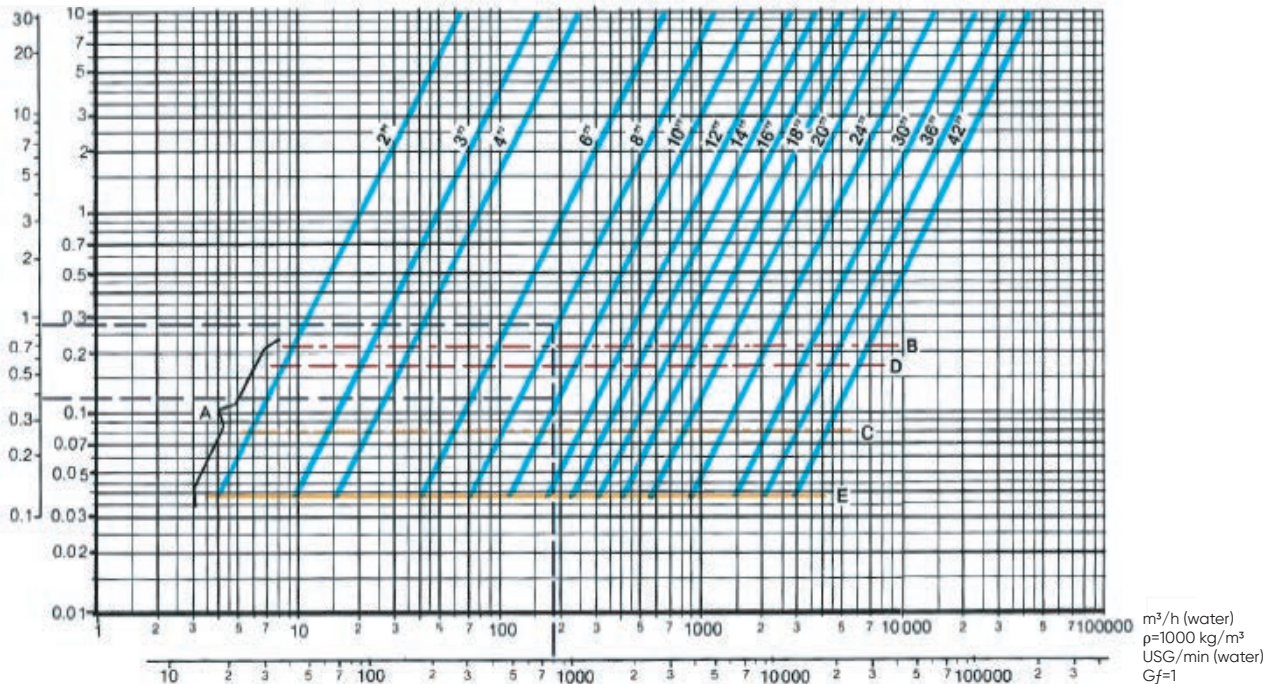 30 10
20 7
5
10 3
7 2
5
3 1
2 0.7
0.5
1 0.3
0.7 0.2
0.5
0.3 0.1
0.07
0.2 0.05
0.1 0.03
0.02
0.01
2" 3" 4" 6" 8" 10" 12" 14" 16" 18" 20" 24" 30" 36" 42"
B
D
A
C
E
1 2 3 5 7 10 2 3 5 7 100 2 3 5 7 1000 2 3 5 7 10000 2 3 5 7 100000
10 2 3 5 7 100 2 3 5 7 1000 2 3 5 7 10000 2 3 5 7 100000 2 3
m³/h (water)
ρ=1000 kg/m³
USG/min (water)
Gf=1